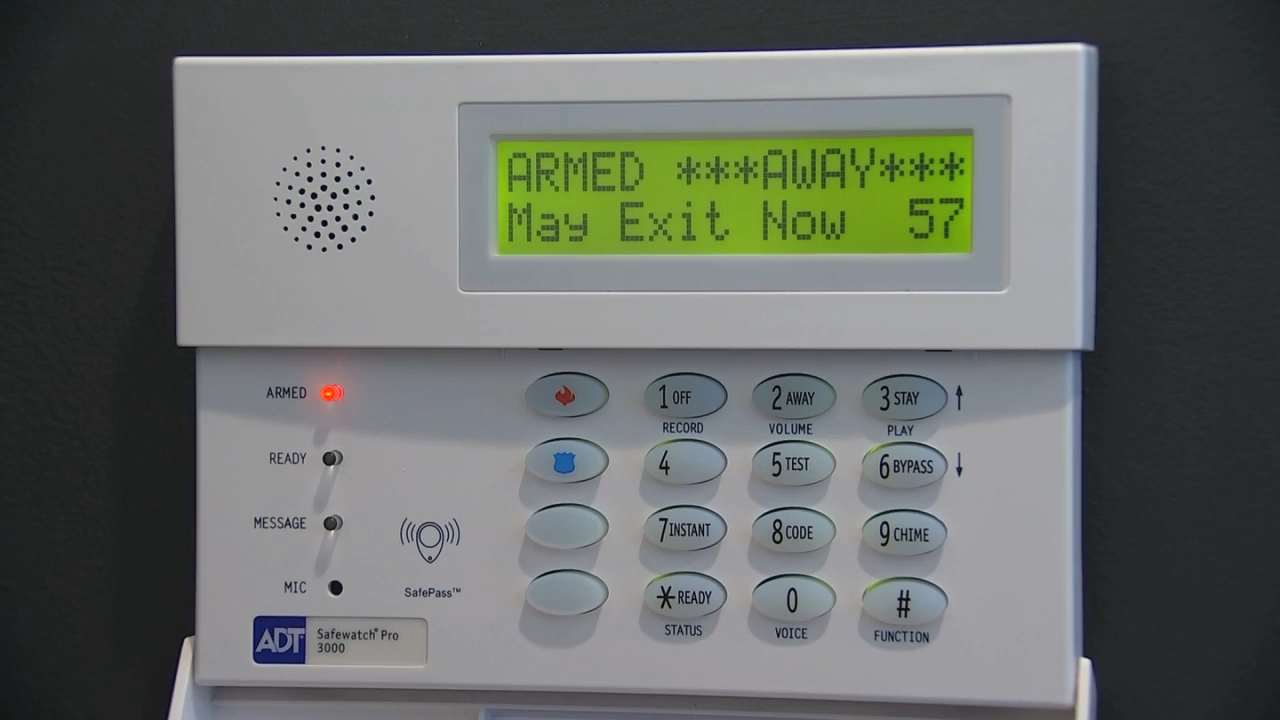 ARMED ***AWAY***
May Exit Now 57
ARMED
READY
MESSAGE
MIC
SafePass™
ADT Safewatch® Pro
3000
1 OFF 2 AWAY 3 STAY ↑
RECORD VOLUME PLAY
4 5 TEST 6 BYPASS ↓
7 INSTANT 8 CODE 9 CHIME
* READY 0 #
STATUS VOICE FUNCTION